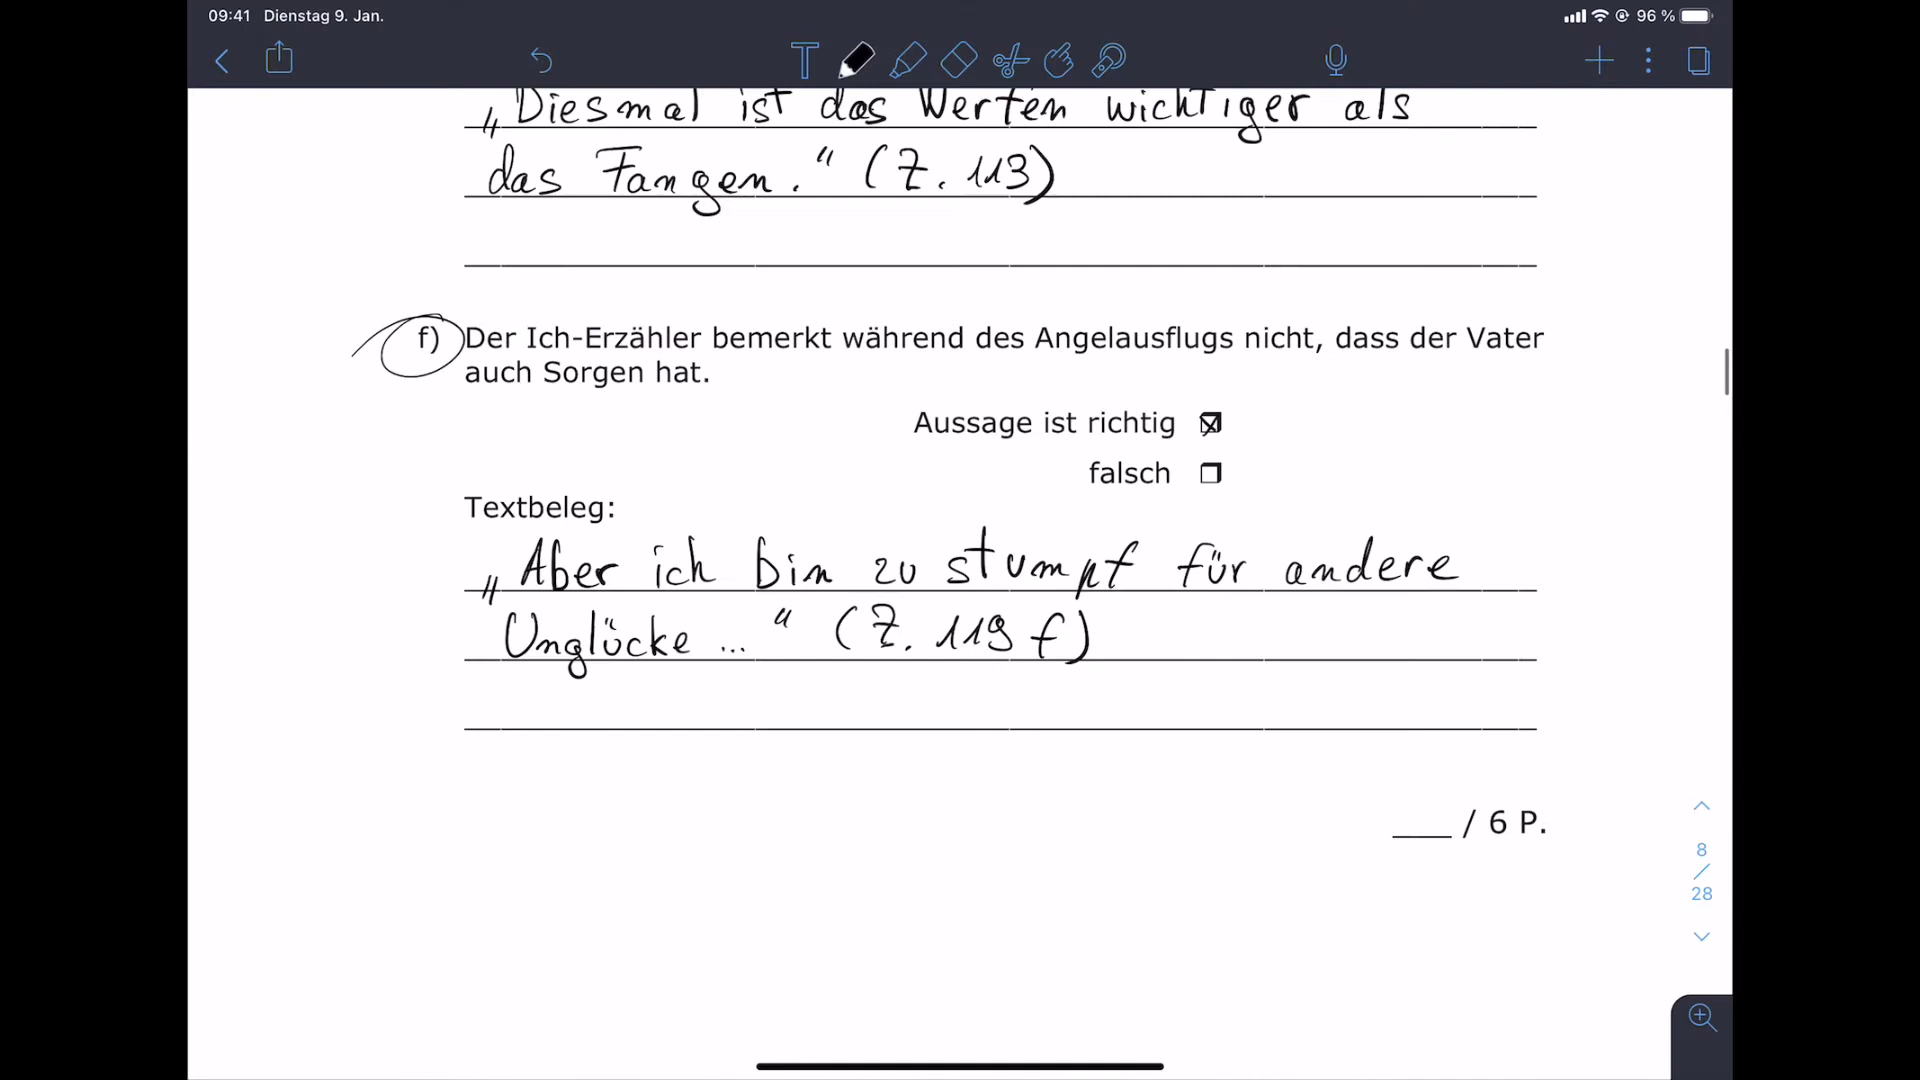 09:41 Dienstag 9. Jan. 96 %
„Diesmal ist das Werten wichtiger als
das Fangen." (Z. 113)
f) Der Ich-Erzähler bemerkt während des Angelausflugs nicht, dass der Vater
auch Sorgen hat.
Aussage ist richtig
falsch
Textbeleg:
„Aber ich bin zu stumpf für andere
Unglücke ..." (Z. 119 f)
___ / 6 P.
8
/
28